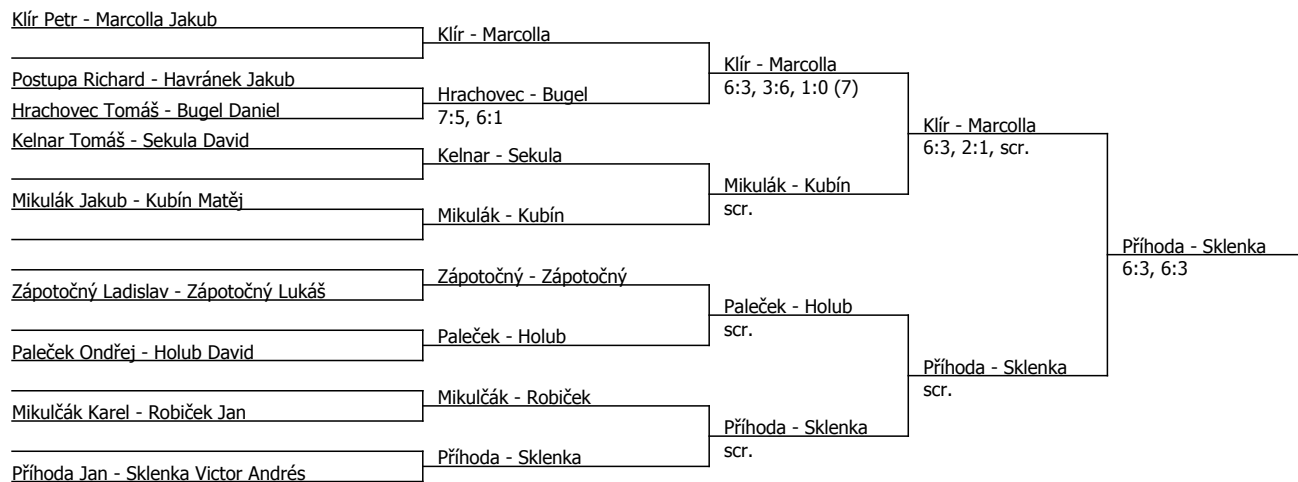 Klír Petr - Marcolla Jakub
Postupa Richard - Havránek Jakub
Hrachovec Tomáš - Bugel Daniel
Kelnar Tomáš - Sekula David
Mikulák Jakub - Kubín Matěj
Zápotočný Ladislav - Zápotočný Lukáš
Paleček Ondřej - Holub David
Mikulčák Karel - Robiček Jan
Příhoda Jan - Sklenka Victor Andrés
Klír - Marcolla
Hrachovec - Bugel
7:5, 6:1
Kelnar - Sekula
Mikulák - Kubín
Zápotočný - Zápotočný
Paleček - Holub
Mikulčák - Robiček
Příhoda - Sklenka
Klír - Marcolla
6:3, 3:6, 1:0 (7)
Mikulák - Kubín
scr.
Paleček - Holub
scr.
Příhoda - Sklenka
scr.
Klír - Marcolla
6:3, 2:1, scr.
Příhoda - Sklenka
scr.
Příhoda - Sklenka
6:3, 6:3